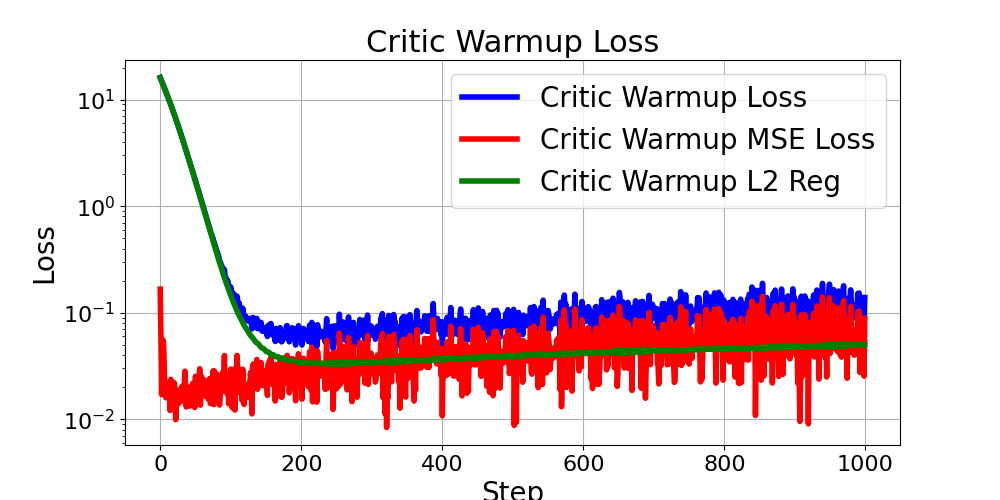 Critic Warmup Loss
Critic Warmup Loss
Critic Warmup MSE Loss
Critic Warmup L2 Reg
Loss
10¹
10⁰
10⁻¹
10⁻²
0 200 400 600 800 1000
Step